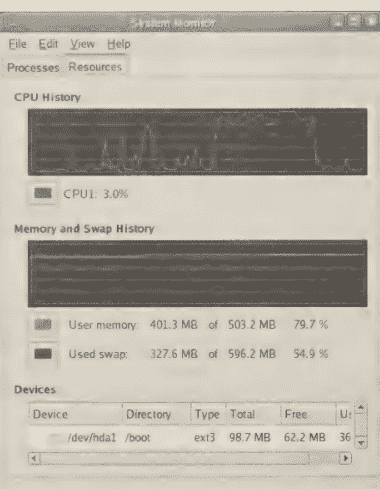 System Monitor
File Edit View Help
Processes Resources
CPU History
CPU1: 3.0%
Memory and Swap History
User memory: 401.3 MB of 503.2 MB 79.7 %
Used swap: 327.6 MB of 596.2 MB 54.9 %
Devices
Device Directory Type Total Free
/dev/hda1 /boot ext3 98.7 MB 62.2 MB 36